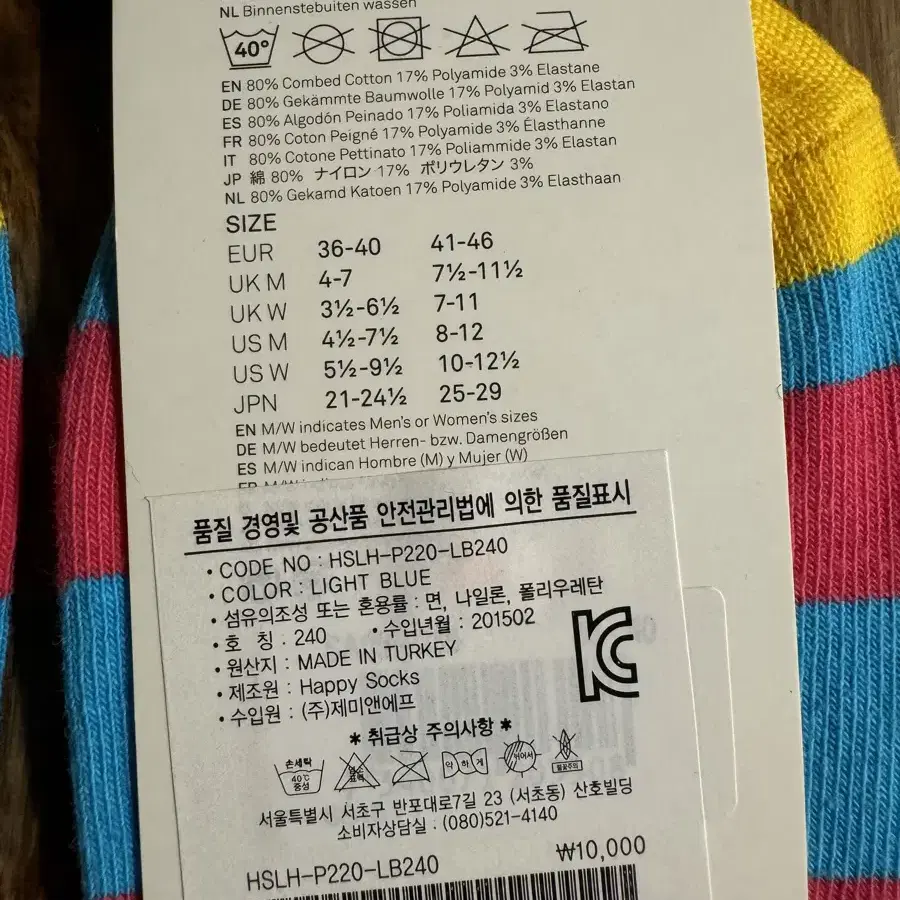 NL Binnenstebuiten wassen
40°
EN 80% Combed Cotton 17% Polyamide 3% Elastane
DE 80% Gekämmte Baumwolle 17% Polyamid 3% Elastan
ES 80% Algodón Peinado 17% Poliamida 3% Elastano
FR 80% Coton Peigné 17% Polyamide 3% Élasthanne
IT 80% Cotone Pettinato 17% Poliammide 3% Elastan
JP 綿 80% ナイロン 17% ポリウレタン 3%
NL 80% Gekamd Katoen 17% Polyamide 3% Elasthaan
SIZE
EUR 36-40 41-46
UK M 4-7 7½-11½
UK W 3½-6½ 7-11
US M 4½-7½ 8-12
US W 5½-9½ 10-12½
JPN 21-24½ 25-29
EN M/W indicates Men's or Women's sizes
DE M/W bedeutet Herren- bzw. Damengrößen
ES M/W indican Hombre (M) y Mujer (W)
품질 경영및 공산품 안전관리법에 의한 품질표시
• CODE NO : HSLH-P220-LB240
• COLOR : LIGHT BLUE
• 섬유의조성 또는 혼용률 : 면, 나일론, 폴리우레탄
• 호 칭 : 240 • 수입년월 : 201502
• 원산지 : MADE IN TURKEY
• 제조원 : Happy Socks
• 수입원 : (주)제미앤에프
* 취급상 주의사항 *
손세탁
40℃
중성
약하게
서울특별시 서초구 반포대로7길 23 (서초동) 산호빌딩
소비자상담실 : (080)521-4140
HSLH-P220-LB240 ₩10,000